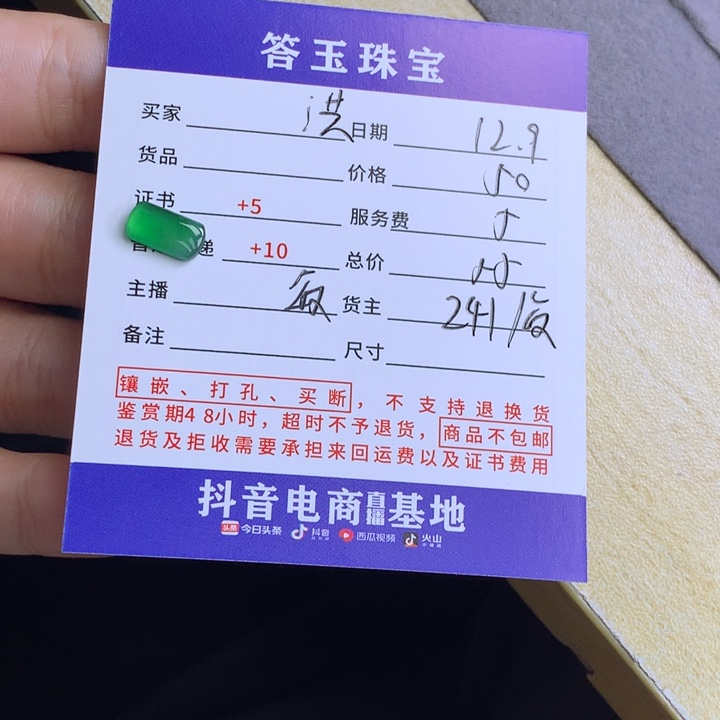 答玉珠宝
买家 洪 日期 12.9
货品 价格 50
证书 +5 服务费 5
递 +10 总价 55
主播 货主 241/
备注 尺寸
镶嵌、打孔、买断，不支持退换货
鉴赏期48小时，超时不予退货，商品不包邮
退货及拒收需要承担来回运费以及证书费用
抖音电商直播基地
头条 今日头条 抖音 西瓜视频 火山